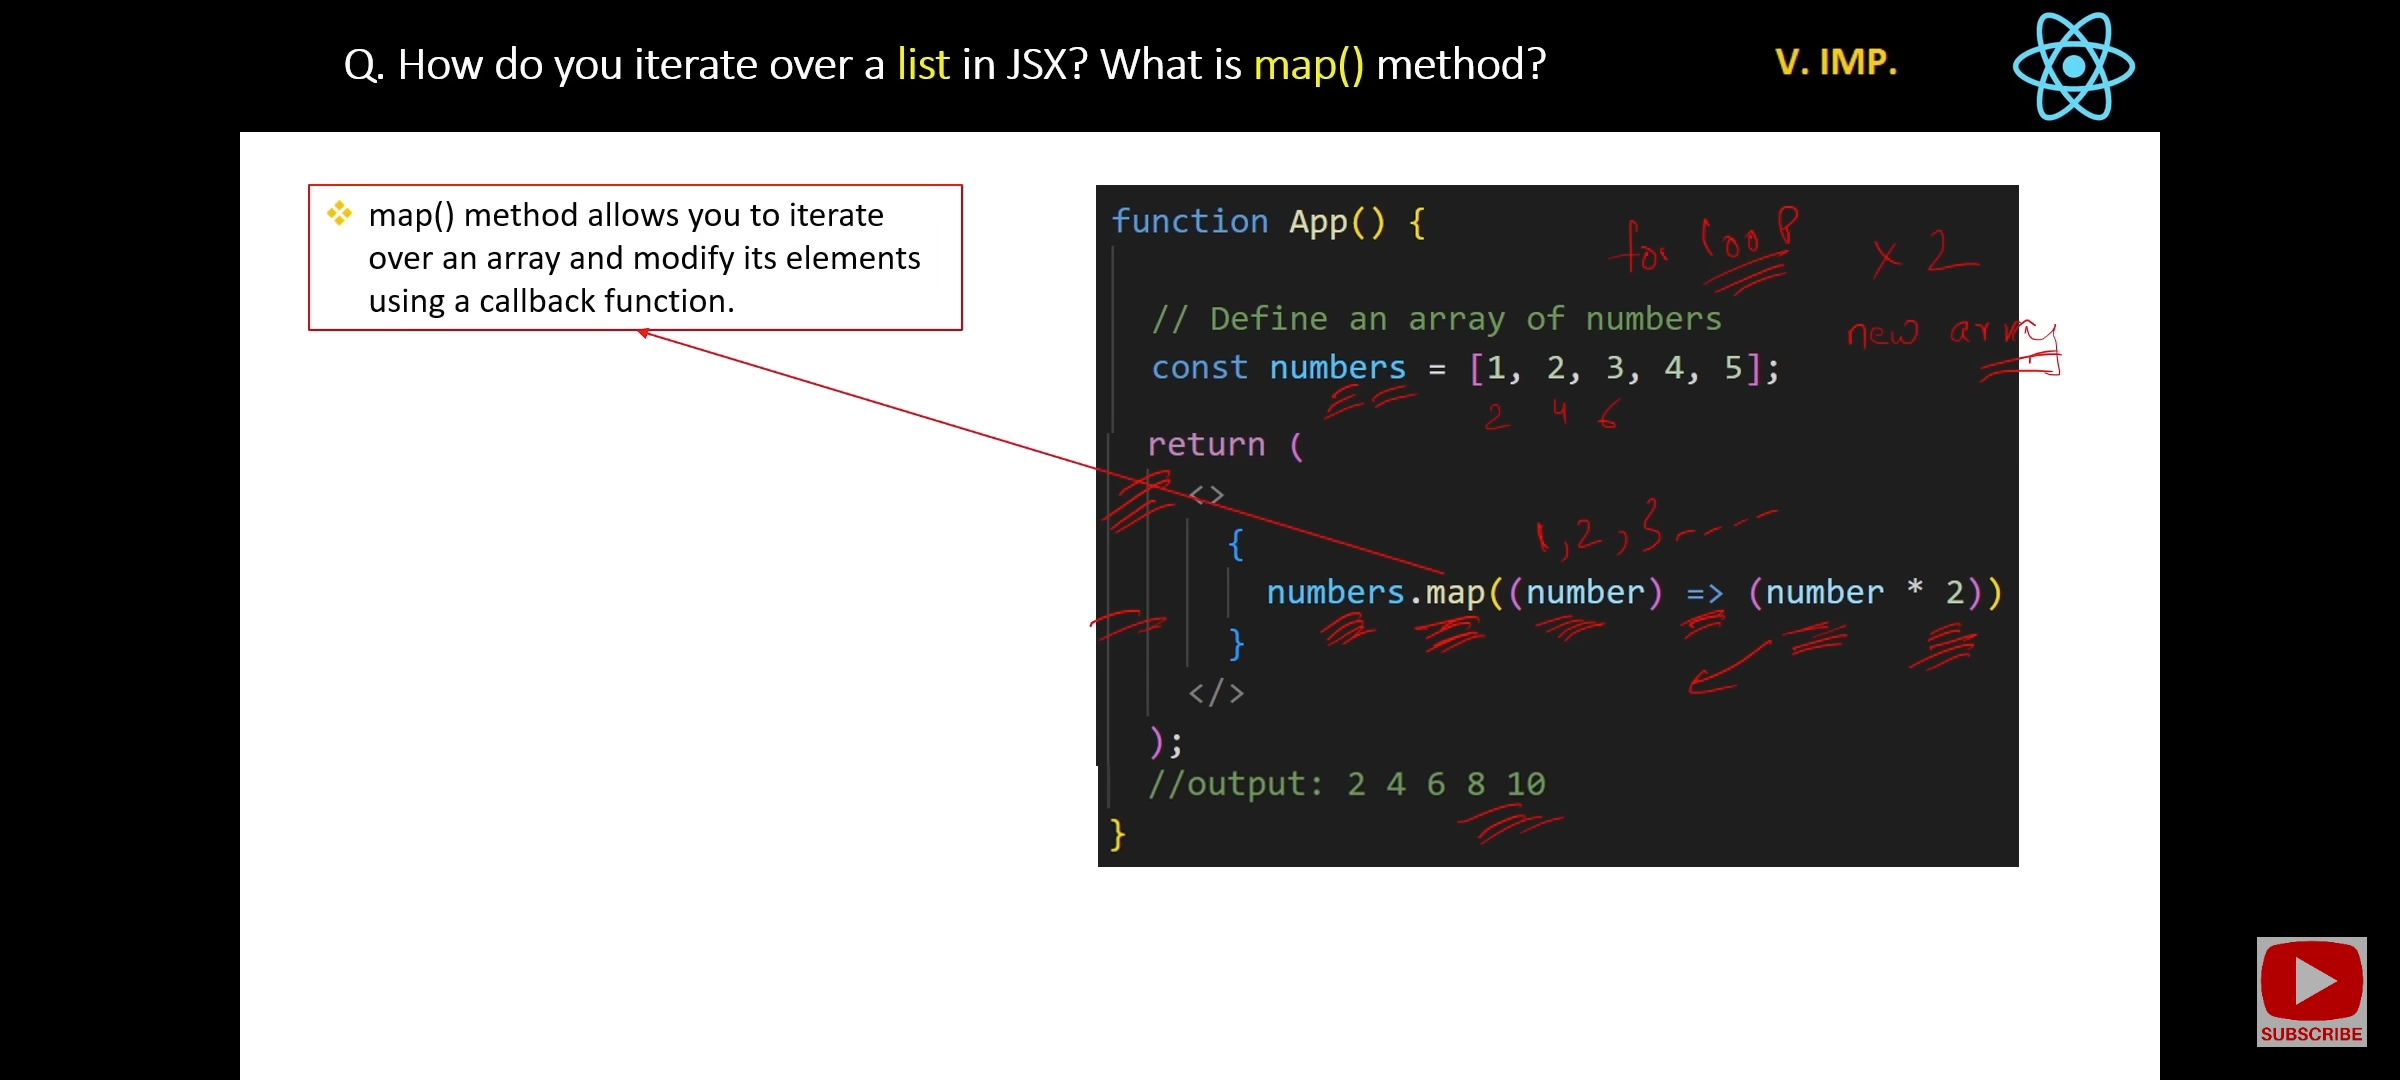 Q. How do you iterate over a list in JSX? What is map() method?
V. IMP.
❖ map() method allows you to iterate
over an array and modify its elements
using a callback function.
function App() {
for loop
x 2
// Define an array of numbers
new array
const numbers = [1, 2, 3, 4, 5];
2 4 6
return (
<>
{
1, 2, 3 - - - -
numbers.map((number) => (number * 2))
}
</>
);
//output: 2 4 6 8 10
}
SUBSCRIBE